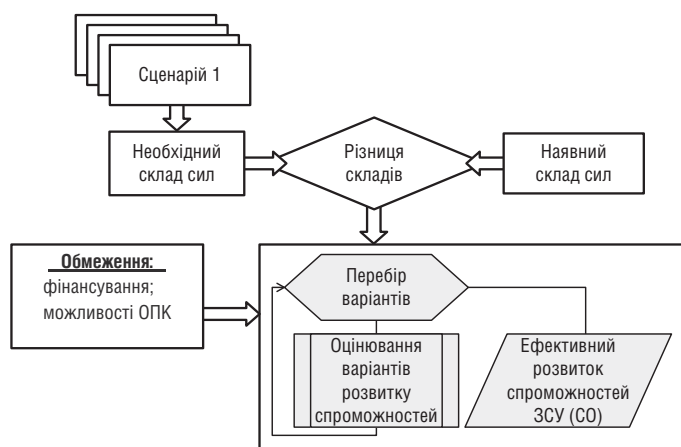 Сценарій 1
Необхідний
склад сил
Різниця
складів
Наявний
склад сил
Обмеження:
фінансування;
можливості ОПК
Перебір
варіантів
Оцінювання
варіантів
розвитку
спроможностей
Ефективний
розвиток
спроможностей
ЗСУ (СО)